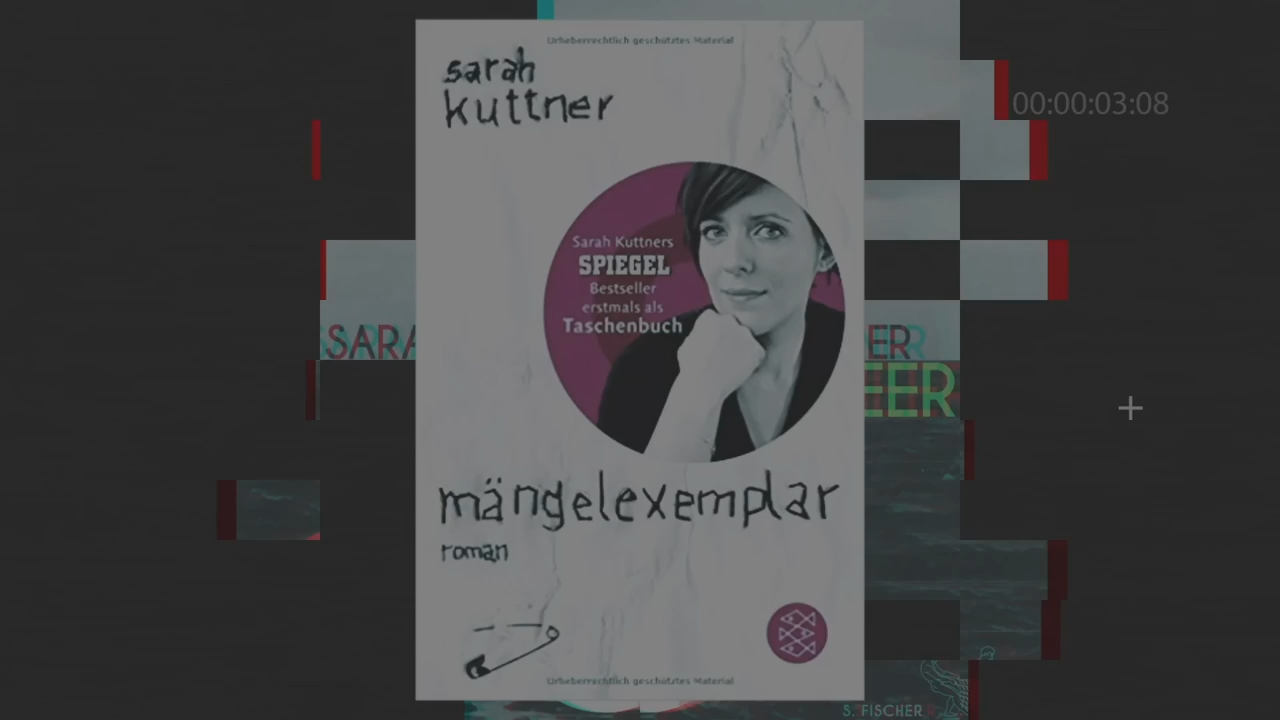 Urheberrechtlich geschütztes Material
sarah
kuttner
00:00:03:08
Sarah Kuttners
SPIEGEL
Bestseller
erstmals als
Taschenbuch
SARA
ER
EER
mängelexemplar
roman
Urheberrechtlich geschütztes Material
S. FISCHER